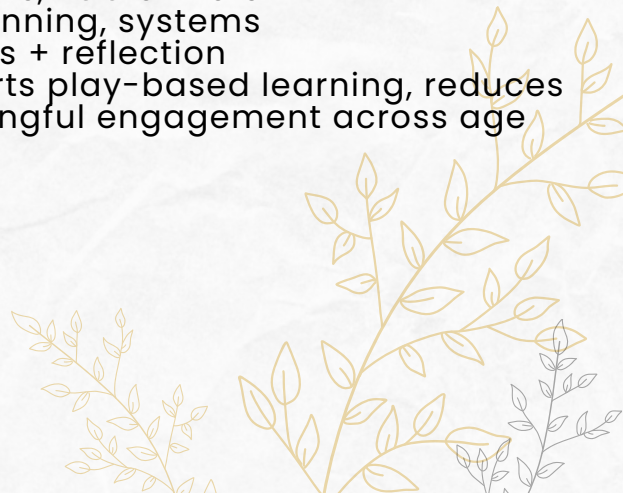 nning, systems
s + reflection
rts play-based learning, reduces
ngful engagement across age